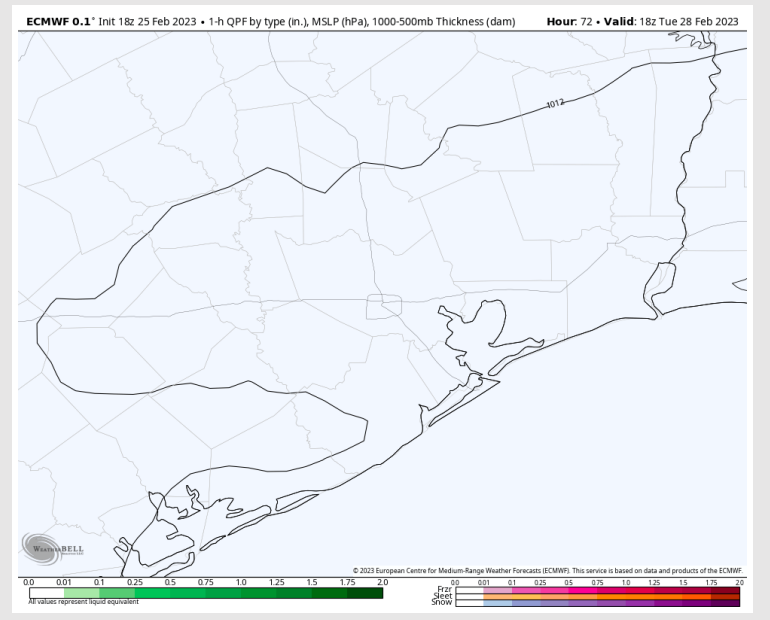 ECMWF 0.1° Init 18z 25 Feb 2023 • 1-h QPF by type (in.), MSLP (hPa), 1000-500mb Thickness (dam) Hour: 72 • Valid: 18z Tue 28 Feb 2023
1012
WEATHERBELL
© 2023 European Centre for Medium-Range Weather Forecasts (ECMWF). This service is based on data and products of the ECMWF.
0.0 0.01 0.1 0.25 0.5 0.75 1.0 1.25 1.5 1.75 2.0
All values represent liquid equivalent
0.0 0.01 0.1 0.25 0.5 0.75 1.0 1.25 1.5 1.75 2.0
Frzr
Sleet
Snow